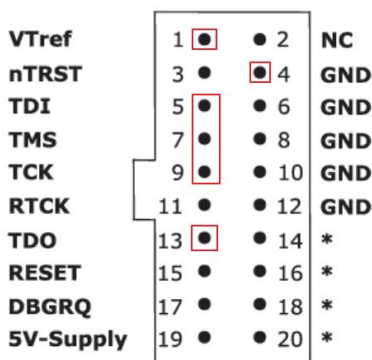 VTref 1 2 NC
nTRST 3 4 GND
TDI 5 6 GND
TMS 7 8 GND
TCK 9 10 GND
RTCK 11 12 GND
TDO 13 14 *
RESET 15 16 *
DBGRQ 17 18 *
5V-Supply 19 20 *